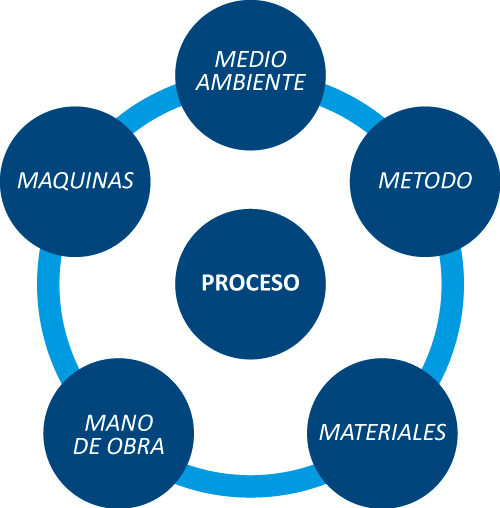 MEDIO
AMBIENTE
MAQUINAS
METODO
PROCESO
MANO
DE OBRA
MATERIALES